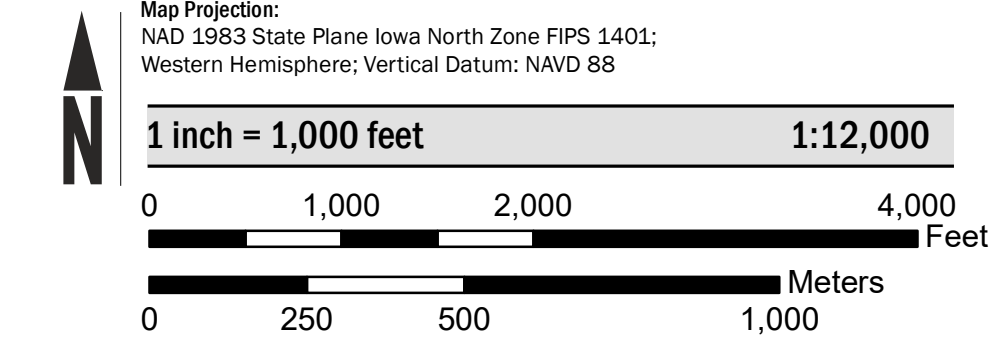 Map Projection:
NAD 1983 State Plane Iowa North Zone FIPS 1401;
Western Hemisphere; Vertical Datum: NAVD 88
N
1 inch = 1,000 feet 1:12,000
0 1,000 2,000 4,000
Feet
Meters
0 250 500 1,000